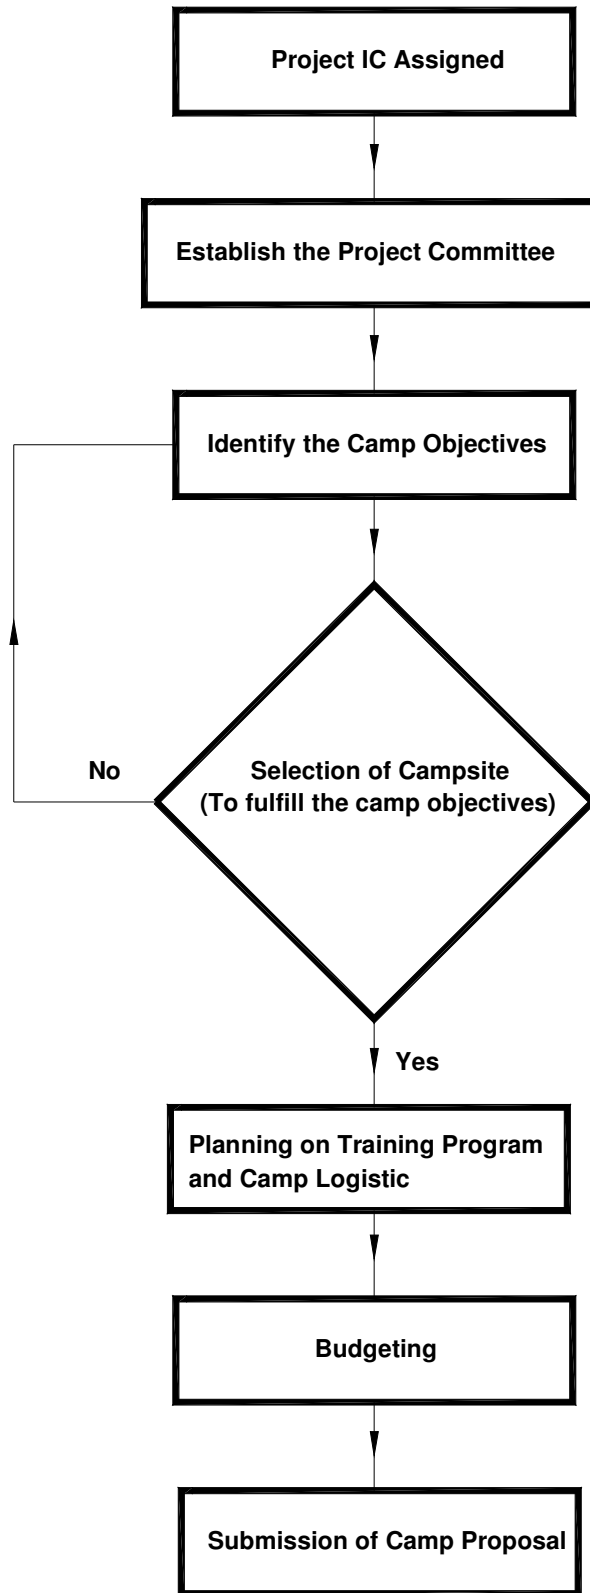 Project IC Assigned
Establish the Project Committee
Identify the Camp Objectives
No
Selection of Campsite
(To fulfill the camp objectives)
Yes
Planning on Training Program
and Camp Logistic
Budgeting
Submission of Camp Proposal